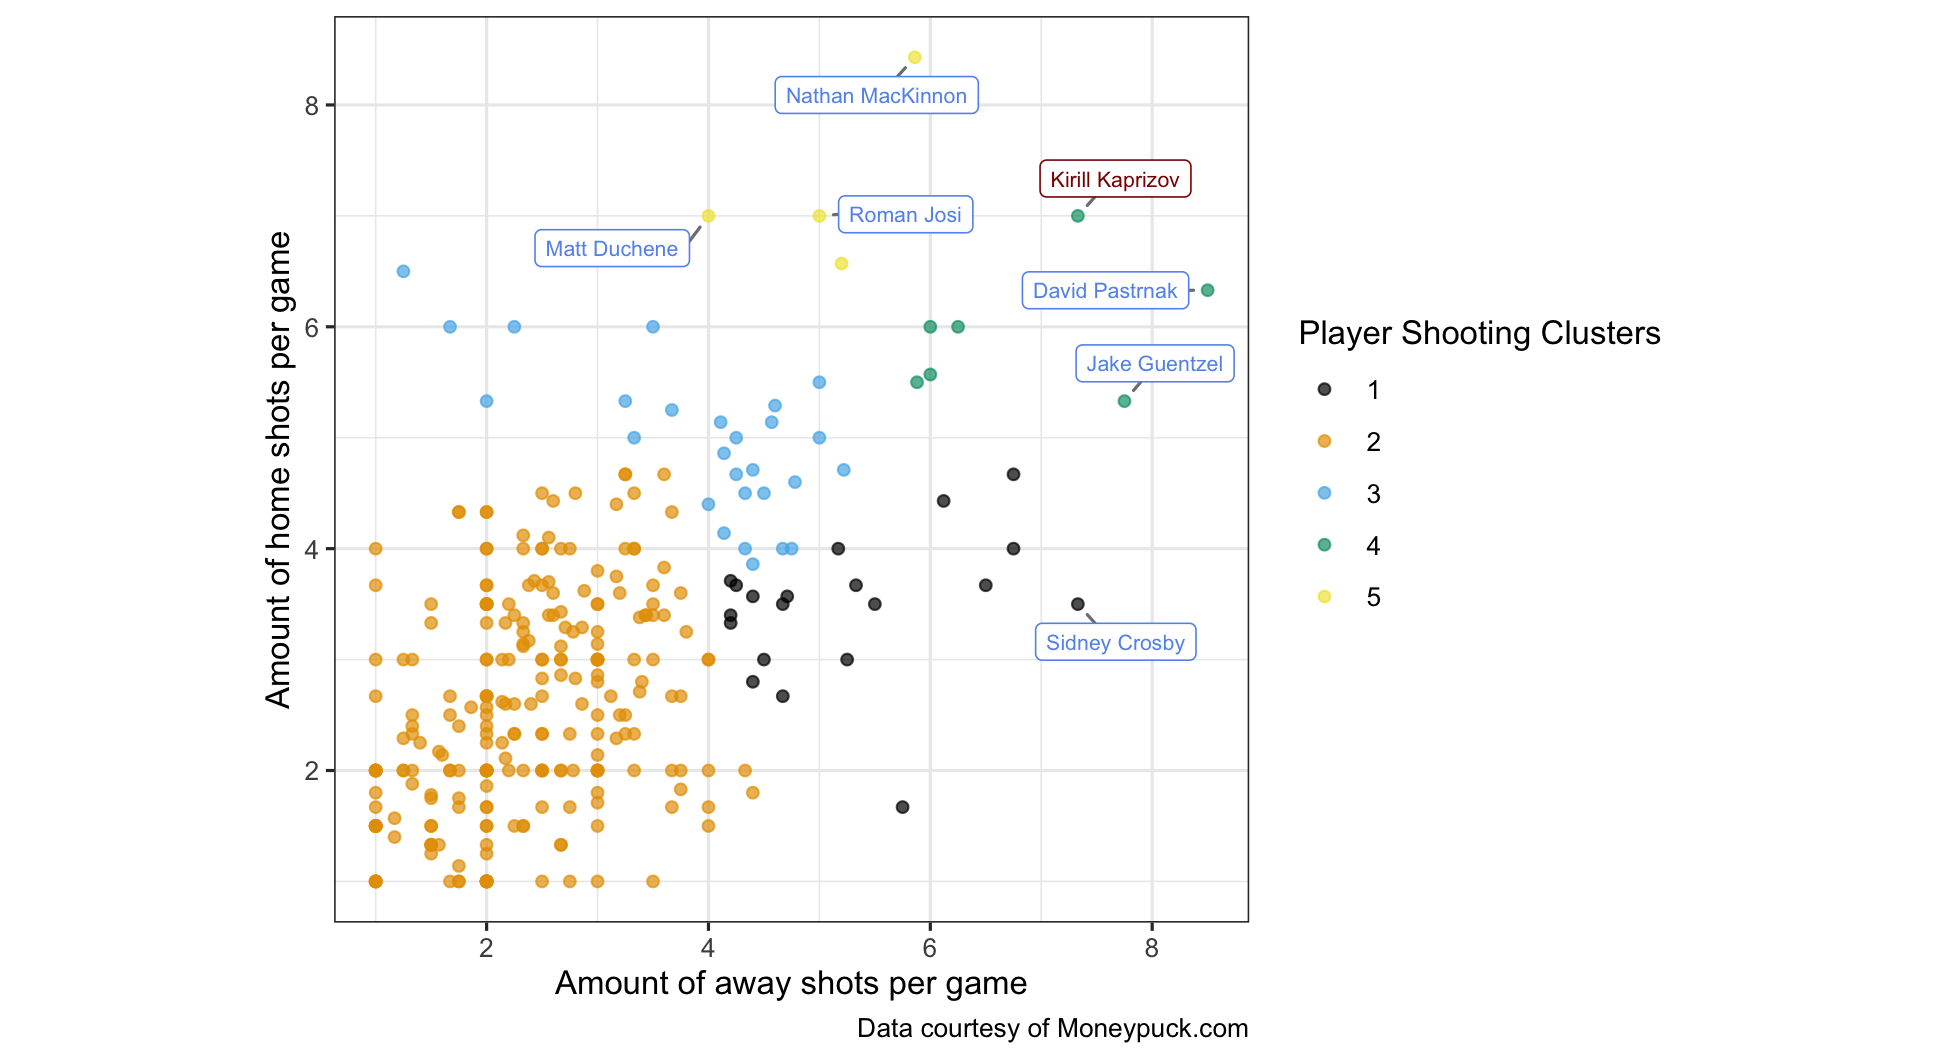 Nathan MacKinnon
8
Kirill Kaprizov
Roman Josi
Matt Duchene
David Pastrnak
6
Jake Guentzel
4
Sidney Crosby
2
Amount of home shots per game
2 4 6 8
Amount of away shots per game
Data courtesy of Moneypuck.com
Player Shooting Clusters
1
2
3
4
5